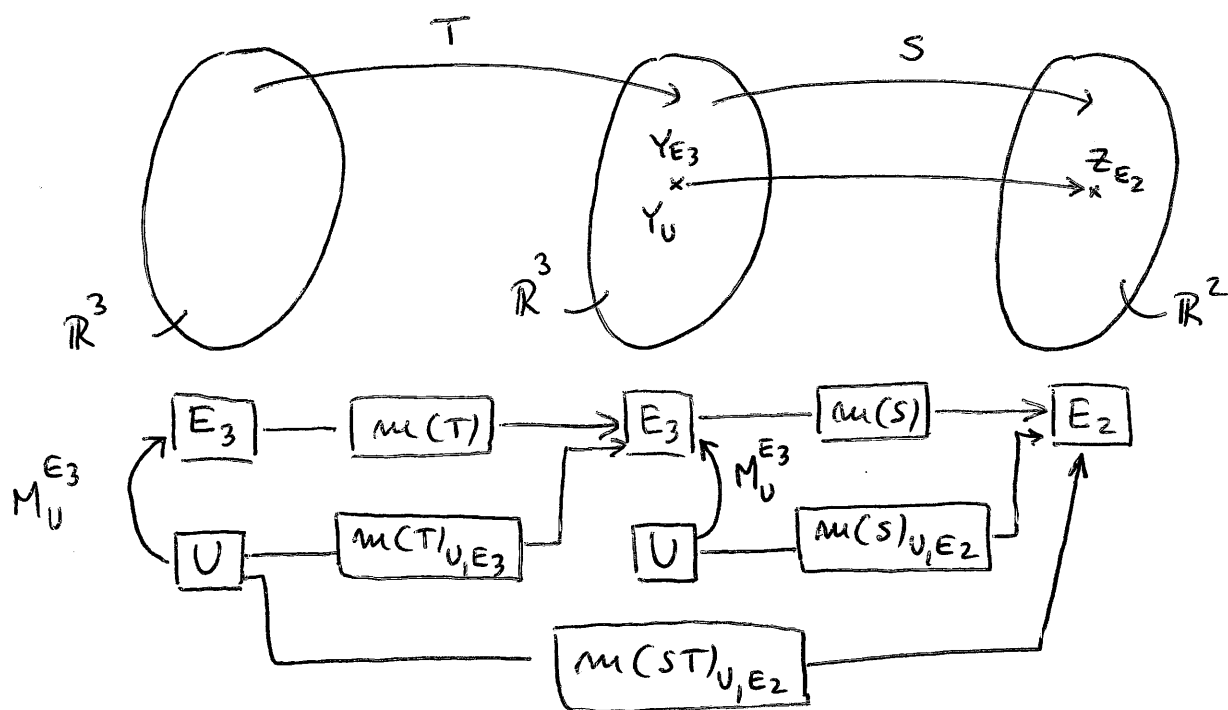 T S
Y_{E_3} Z_{E_2}
Y_U
ℝ^3 ℝ^3 ℝ^2
E_3 m(T) E_3 m(S) E_2
M_U^{E_3} M_U^{E_3}
U m(T)_{U,E_3} U m(S)_{U,E_2}
m(ST)_{U,E_2}